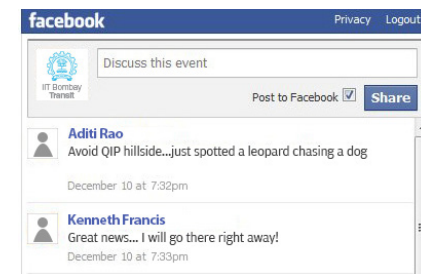 facebook
Privacy Logout
Discuss this event
IIT Bombay
Transit
Post to Facebook
Share
Aditi Rao
Avoid QIP hillside...just spotted a leopard chasing a dog
December 10 at 7:32pm
Kenneth Francis
Great news... I will go there right away!
December 10 at 7:33pm